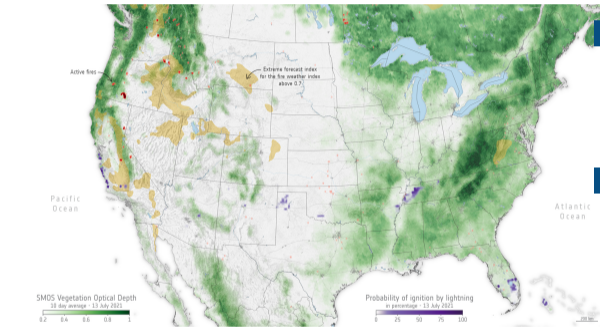 Active fires
Extreme forecast index
for the fire weather index
above 0.7
Pacific
Ocean
Atlantic
Ocean
SMOS Vegetation Optical Depth
10 day average - 13 July 2021
0.2 0.4 0.6 0.8 1
Probability of ignition by lightning
in percentage - 13 July 2021
0 25 50 75 100